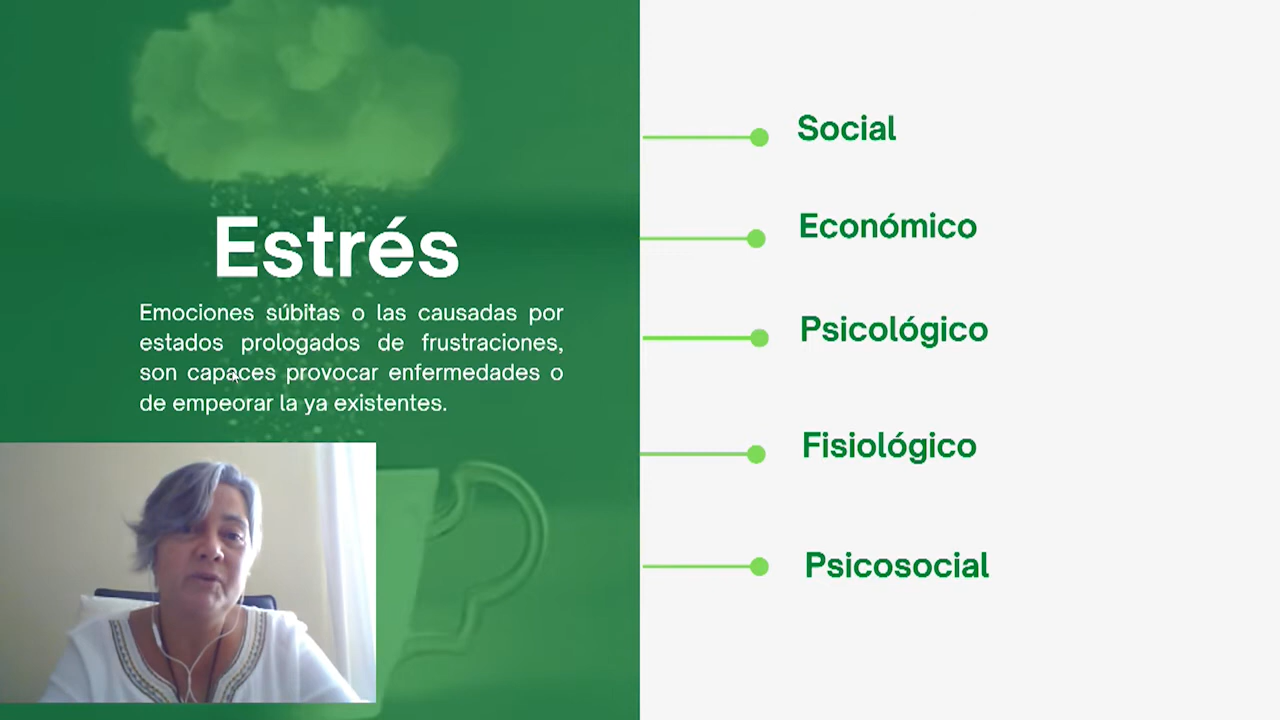 Estrés
Emociones súbitas o las causadas por
estados prologados de frustraciones,
son capaces provocar enfermedades o
de empeorar la ya existentes.
Social
Económico
Psicológico
Fisiológico
Psicosocial